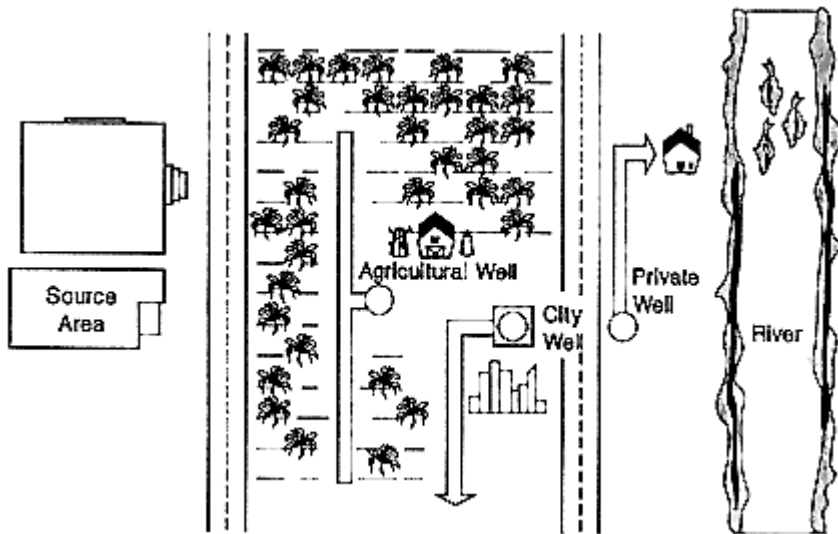 Source
Area
Agricultural Well
City
Well
Private
Well
River